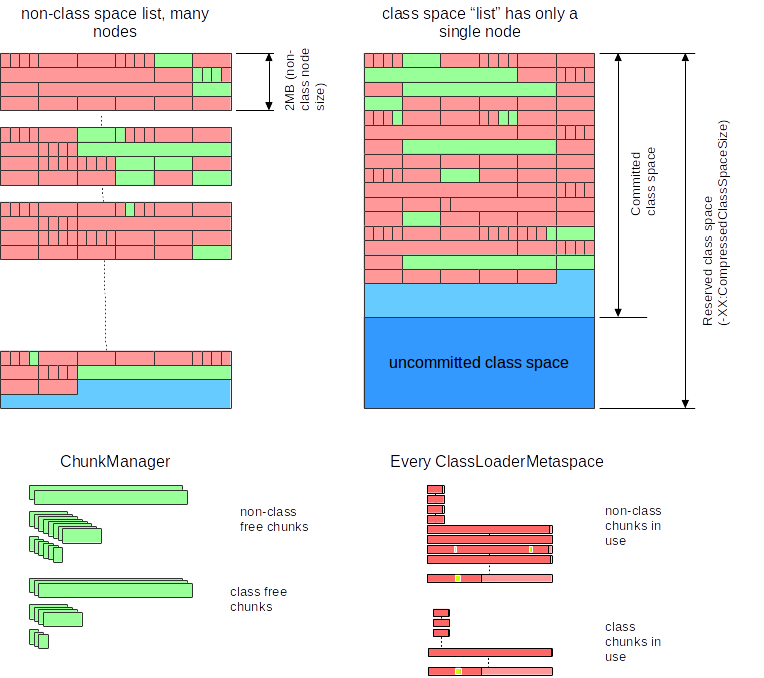 non-class space list, many
nodes
class space “list” has only a
single node
2MB (non-
class node
size)
Committed
class space
Reserved class space
(-XX:CompressedClassSpaceSize)
uncommitted class space
ChunkManager
Every ClassLoaderMetaspace
non-class
free chunks
non-class
chunks in
use
class free
chunks
class
chunks in
use